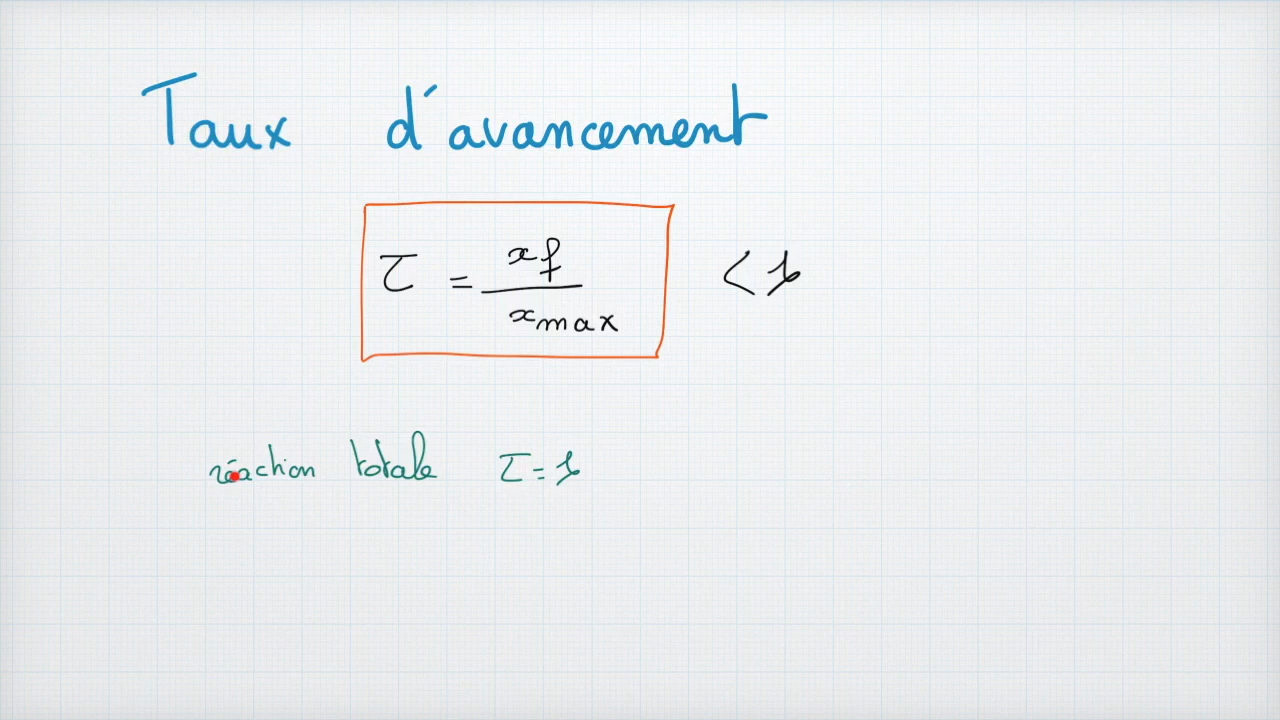 Taux d'avancement
τ = xf / xmax < 1
réaction totale τ = 1